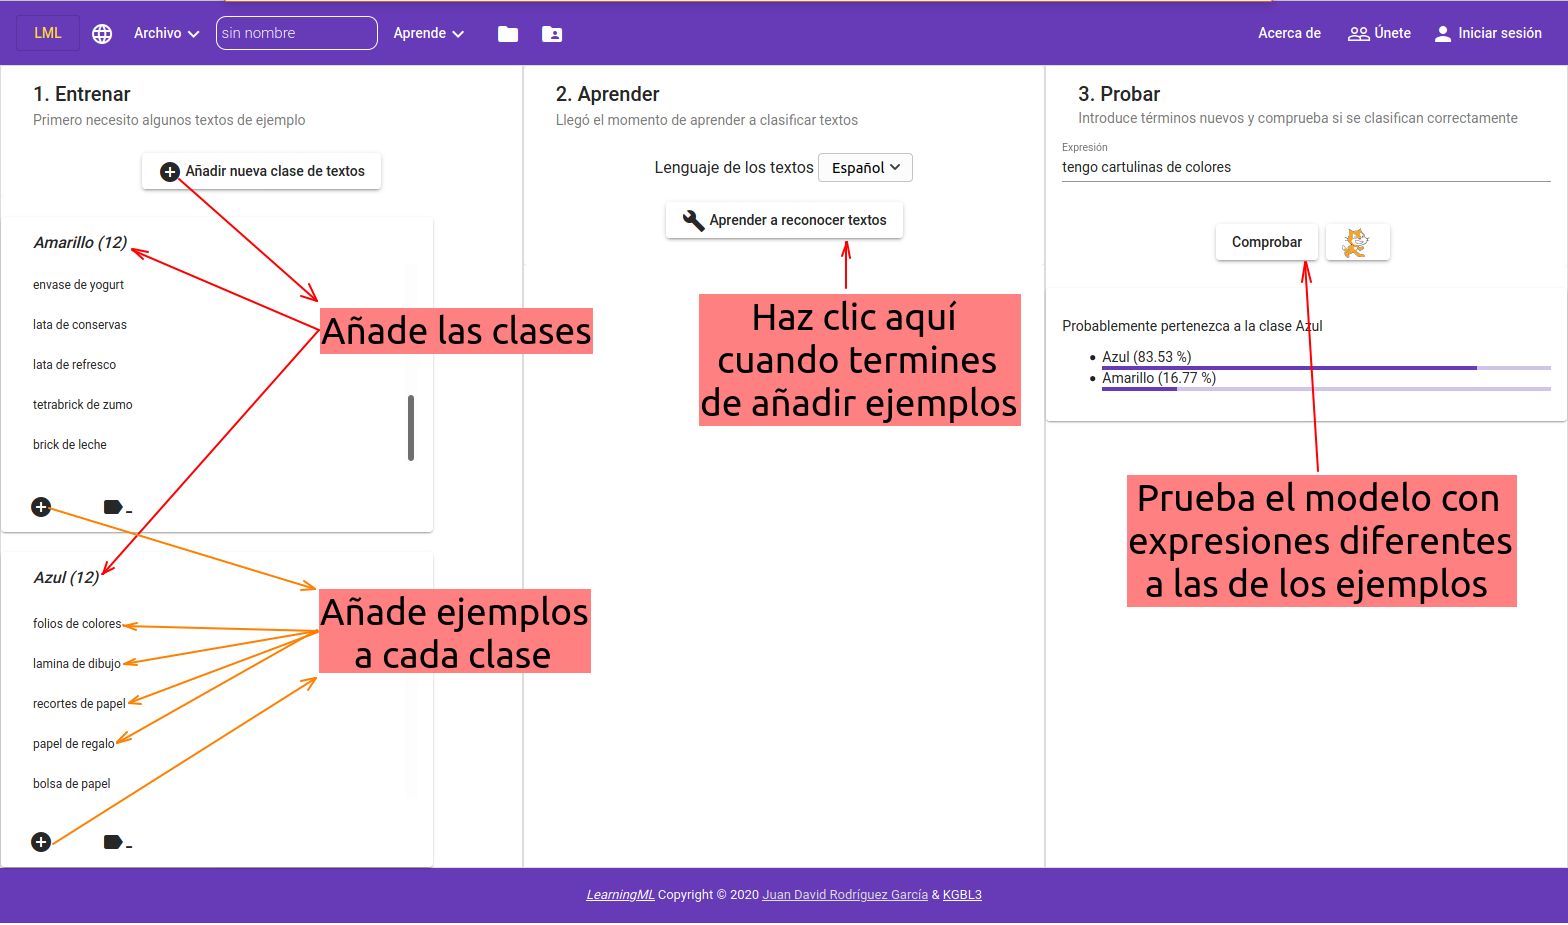 LML
Archivo
sin nombre
Aprende
Acerca de
Únete
Iniciar sesión
1. Entrenar
Primero necesito algunos textos de ejemplo
Añadir nueva clase de textos
Amarillo (12)
envase de yogurt
lata de conservas
lata de refresco
tetrabrick de zumo
brick de leche
Azul (12)
folios de colores
lamina de dibujo
recortes de papel
papel de regalo
bolsa de papel
Añade las clases
Añade ejemplos
a cada clase
2. Aprender
Llegó el momento de aprender a clasificar textos
Lenguaje de los textos Español
Aprender a reconocer textos
Haz clic aquí
cuando termines
de añadir ejemplos
3. Probar
Introduce términos nuevos y comprueba si se clasifican correctamente
Expresión
tengo cartulinas de colores
Comprobar
Probablemente pertenezca a la clase Azul
Azul (83.53 %)
Amarillo (16.77 %)
Prueba el modelo con
expresiones diferentes
a las de los ejemplos
LearningML Copyright © 2020 Juan David Rodríguez García & KGBL3